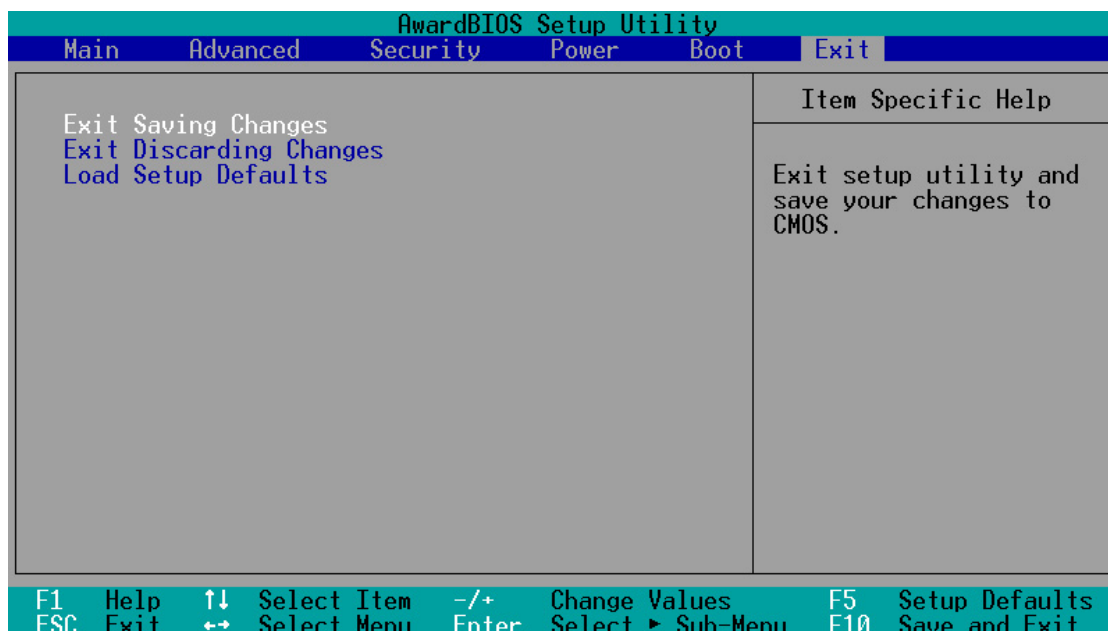 AwardBIOS Setup Utility
Main Advanced Security Power Boot Exit
Item Specific Help
Exit Saving Changes
Exit Discarding Changes
Load Setup Defaults
Exit setup utility and
save your changes to
CMOS.
F1 Help ↑↓ Select Item -/+ Change Values F5 Setup Defaults
ESC Exit ←→ Select Menu Enter Select ► Sub-Menu F10 Save and Exit